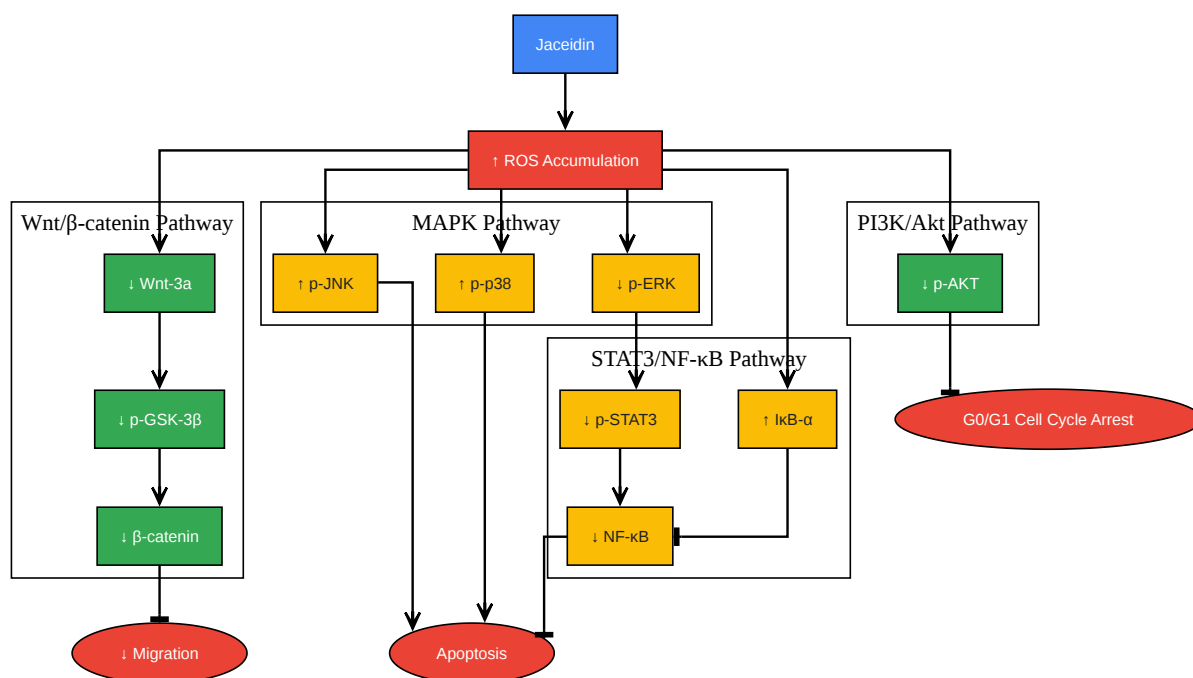 Jaceidin
↑ ROS Accumulation
Wnt/β-catenin Pathway
MAPK Pathway
PI3K/Akt Pathway
↓ Wnt-3a
↑ p-JNK
↑ p-p38
↓ p-ERK
↓ p-AKT
STAT3/NF-κB Pathway
↓ p-GSK-3β
↓ p-STAT3
↑ IκB-α
G0/G1 Cell Cycle Arrest
↓ β-catenin
↓ NF-κB
↓ Migration
Apoptosis